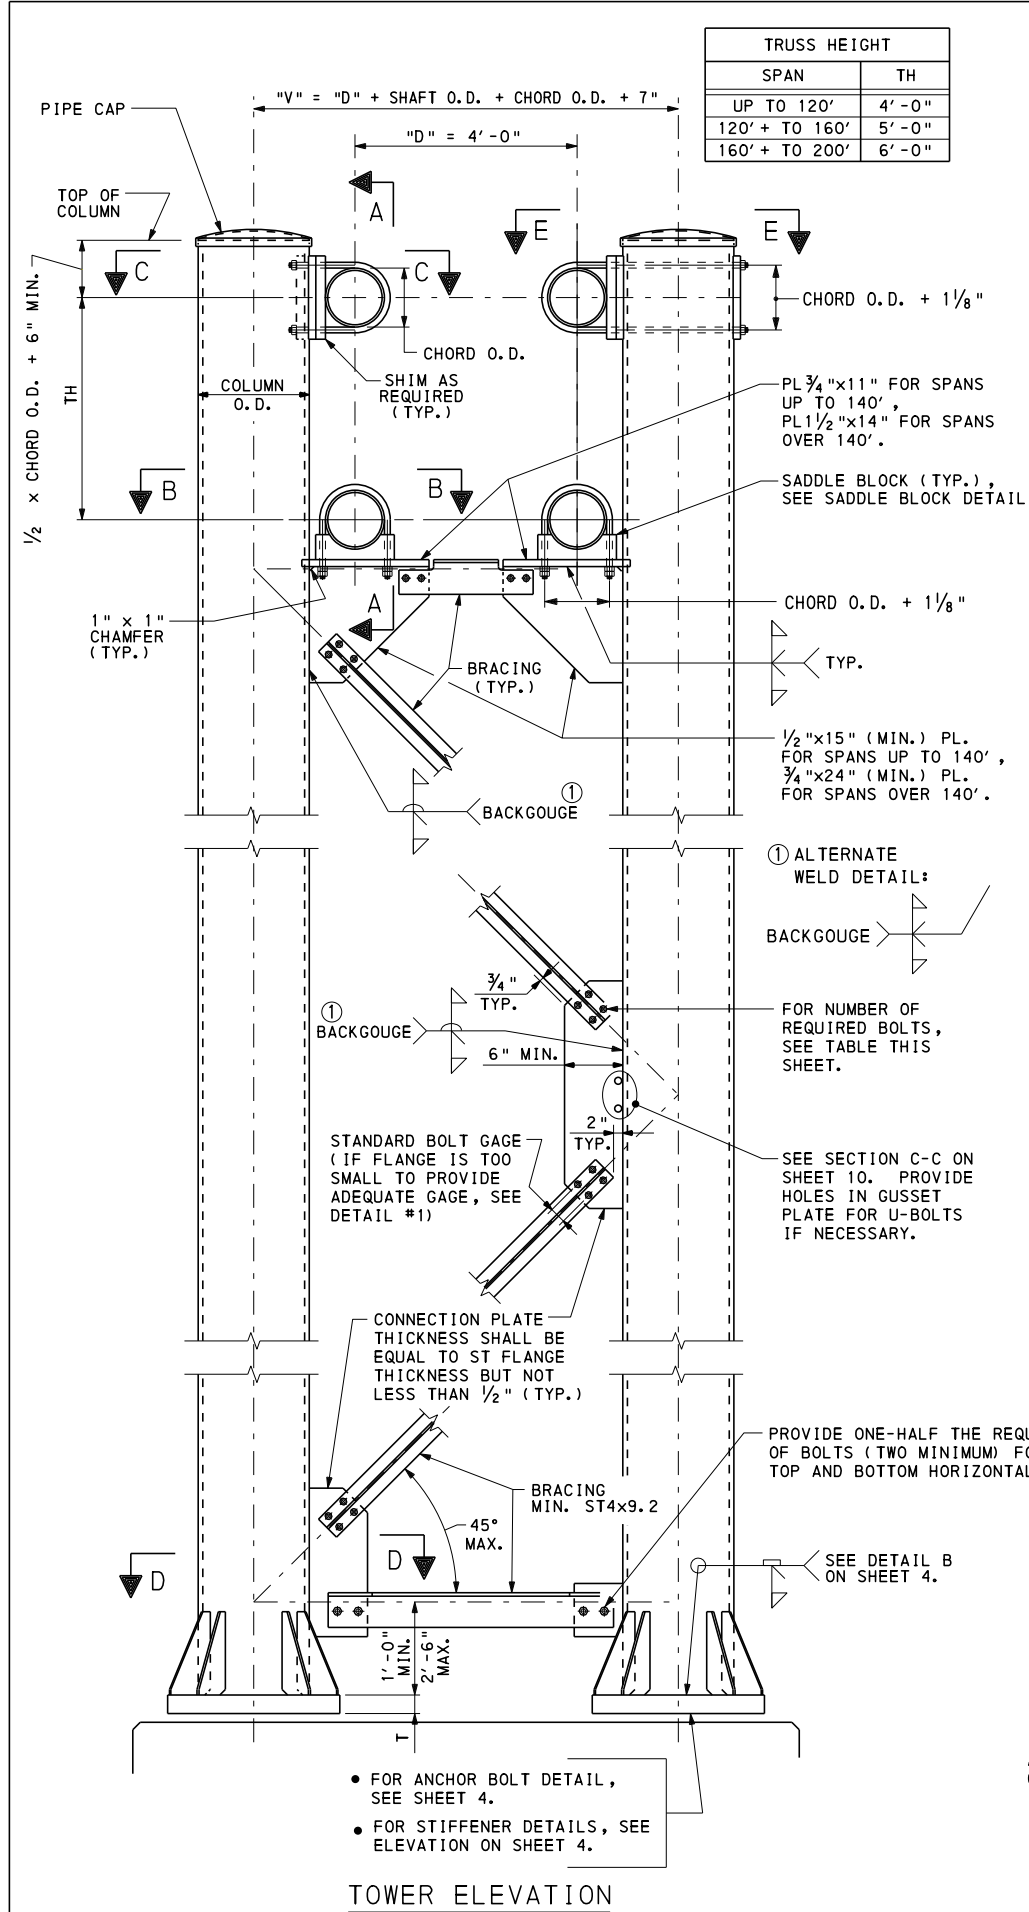 TRUSS HEIGHT
SPAN TH
UP TO 120' 4'-0"
120'+ TO 160' 5'-0"
160'+ TO 200' 6'-0"
"V" = "D" + SHAFT O.D. + CHORD O.D. + 7"
PIPE CAP
"D" = 4'-0"
TOP OF
COLUMN
A
E
E
C
C
½ x CHORD O.D. + 6" MIN.
TH
CHORD O.D. + 1⅛"
CHORD O.D.
COLUMN
O.D.
SHIM AS
REQUIRED
(TYP.)
PL ¾"x11" FOR SPANS
UP TO 140',
PL1½"x14" FOR SPANS
OVER 140'.
B
B
SADDLE BLOCK (TYP.),
SEE SADDLE BLOCK DETAIL
1" x 1"
CHAMFER
(TYP.)
A
CHORD O.D. + 1⅛"
BRACING
(TYP.)
TYP.
½"x15" (MIN.) PL.
FOR SPANS UP TO 140',
¾"x24" (MIN.) PL.
FOR SPANS OVER 140'.
BACKGOUGE ①
① ALTERNATE
WELD DETAIL:
BACKGOUGE
¾"
TYP.
①
BACKGOUGE
6" MIN.
FOR NUMBER OF
REQUIRED BOLTS,
SEE TABLE THIS
SHEET.
2"
TYP.
STANDARD BOLT GAGE
(IF FLANGE IS TOO
SMALL TO PROVIDE
ADEQUATE GAGE, SEE
DETAIL #1)
SEE SECTION C-C ON
SHEET 10. PROVIDE
HOLES IN GUSSET
PLATE FOR U-BOLTS
IF NECESSARY.
CONNECTION PLATE
THICKNESS SHALL BE
EQUAL TO ST FLANGE
THICKNESS BUT NOT
LESS THAN ½" (TYP.)
PROVIDE ONE-HALF THE REQU
OF BOLTS (TWO MINIMUM) FO
TOP AND BOTTOM HORIZONTAL
BRACING
MIN. ST4x9.2
45°
MAX.
D
D
SEE DETAIL B
ON SHEET 4.
1'-0"
MIN.
2'-6"
MAX.
T
• FOR ANCHOR BOLT DETAIL,
SEE SHEET 4.
• FOR STIFFENER DETAILS, SEE
ELEVATION ON SHEET 4.
TOWER ELEVATION